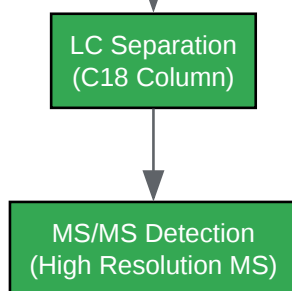 LC Separation
(C18 Column)
MS/MS Detection
(High Resolution MS)